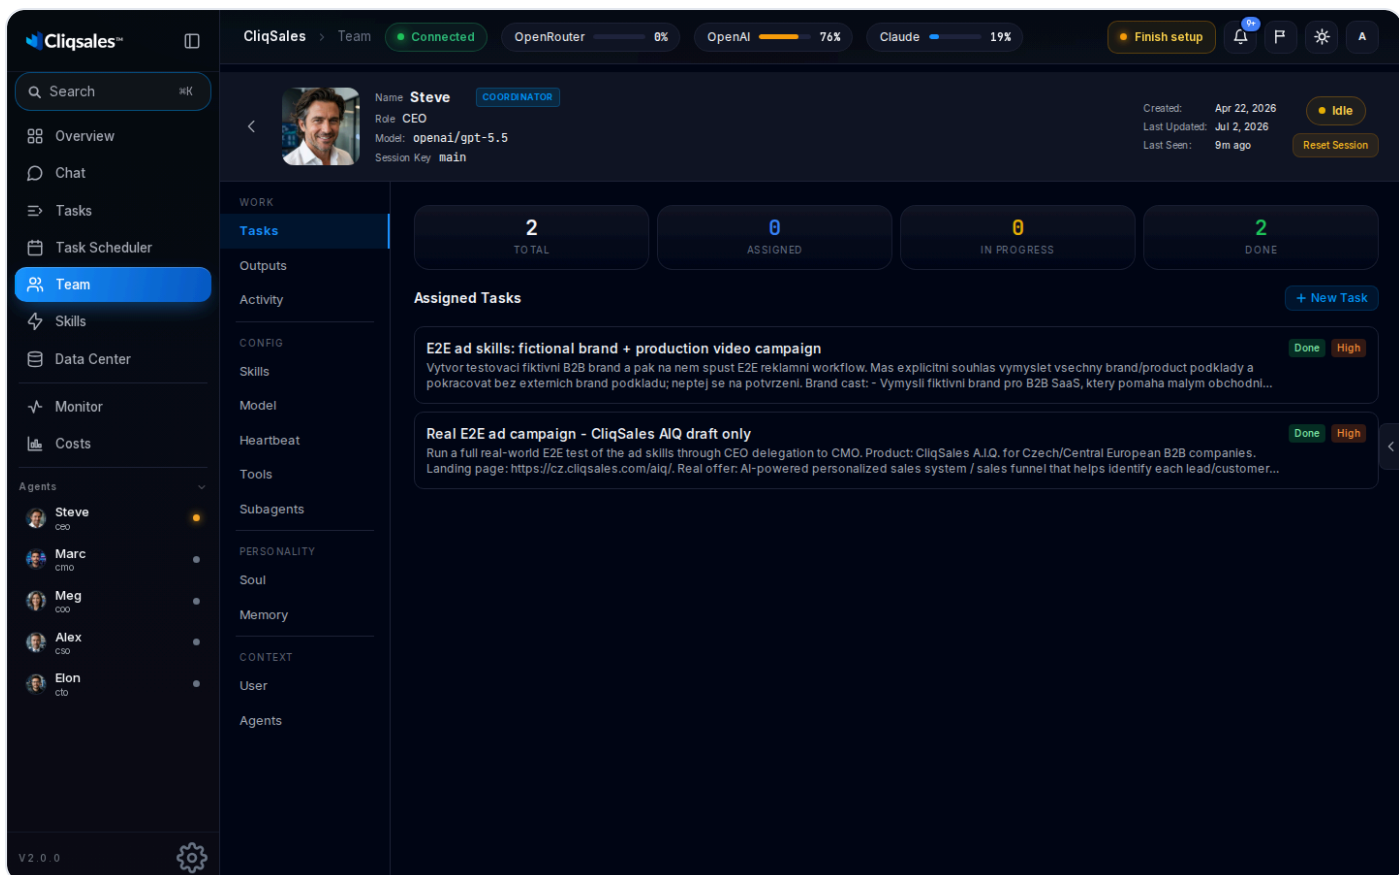 Cliqsales™
Search ⌘K
Overview
Chat
Tasks
Task Scheduler
Team
Skills
Data Center
Monitor
Costs
Agents
Steve
ceo
Marc
cmo
Meg
coo
Alex
cso
Elon
cto
V2.0.0
CliqSales › Team
Connected
OpenRouter 0%
OpenAI 76%
Claude 19%
Finish setup
9+
A
Name Steve COORDINATOR
Role CEO
Model: openai/gpt-5.5
Session Key main
Created: Apr 22, 2026
Last Updated: Jul 2, 2026
Last Seen: 9m ago
Idle
Reset Session
WORK
Tasks
Outputs
Activity
CONFIG
Skills
Model
Heartbeat
Tools
Subagents
PERSONALITY
Soul
Memory
CONTEXT
User
Agents
2
TOTAL
0
ASSIGNED
0
IN PROGRESS
2
DONE
Assigned Tasks
+ New Task
E2E ad skills: fictional brand + production video campaign
Done High
Vytvor testovaci fiktivni B2B brand a pak na nem spust E2E reklamni workflow. Mas explicitni souhlas vymyslet vsechny brand/product podklady a
pokracovat bez externich brand podkladu; neptej se na potvrzeni. Brand cast: - Vymysli fiktivni brand pro B2B SaaS, ktery pomaha malym obchodni...
Real E2E ad campaign - CliqSales AIQ draft only
Done High
Run a full real-world E2E test of the ad skills through CEO delegation to CMO. Product: CliqSales A.I.Q. for Czech/Central European B2B companies.
Landing page: https://cz.cliqsales.com/aiq/. Real offer: AI-powered personalized sales system / sales funnel that helps identify each lead/customer...